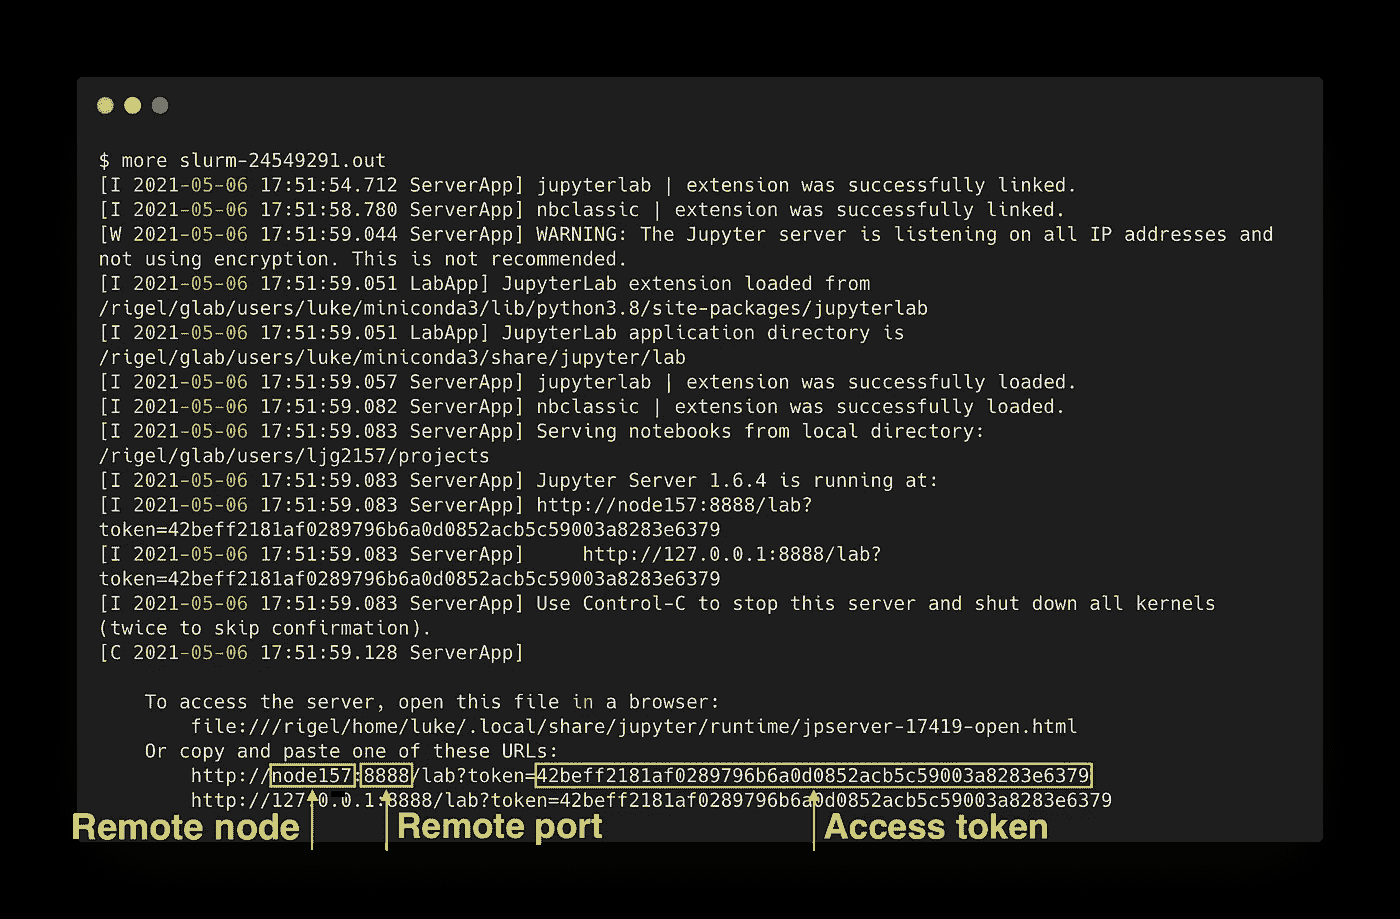 $ more slurm-24549291.out
[I 2021-05-06 17:51:54.712 ServerApp] jupyterlab | extension was successfully linked.
[I 2021-05-06 17:51:58.780 ServerApp] nbclassic | extension was successfully linked.
[W 2021-05-06 17:51:59.044 ServerApp] WARNING: The Jupyter server is listening on all IP addresses and
not using encryption. This is not recommended.
[I 2021-05-06 17:51:59.051 LabApp] JupyterLab extension loaded from
/rigel/glab/users/luke/miniconda3/lib/python3.8/site-packages/jupyterlab
[I 2021-05-06 17:51:59.051 LabApp] JupyterLab application directory is
/rigel/glab/users/luke/miniconda3/share/jupyter/lab
[I 2021-05-06 17:51:59.057 ServerApp] jupyterlab | extension was successfully loaded.
[I 2021-05-06 17:51:59.082 ServerApp] nbclassic | extension was successfully loaded.
[I 2021-05-06 17:51:59.083 ServerApp] Serving notebooks from local directory:
/rigel/glab/users/ljg2157/projects
[I 2021-05-06 17:51:59.083 ServerApp] Jupyter Server 1.6.4 is running at:
[I 2021-05-06 17:51:59.083 ServerApp] http://node157:8888/lab?
token=42beff2181af0289796b6a0d0852acb5c59003a8283e6379
[I 2021-05-06 17:51:59.083 ServerApp]     http://127.0.0.1:8888/lab?
token=42beff2181af0289796b6a0d0852acb5c59003a8283e6379
[I 2021-05-06 17:51:59.083 ServerApp] Use Control-C to stop this server and shut down all kernels
(twice to skip confirmation).
[C 2021-05-06 17:51:59.128 ServerApp]
To access the server, open this file in a browser:
file:///rigel/home/luke/.local/share/jupyter/runtime/jpserver-17419-open.html
Or copy and paste one of these URLs:
http://node157:8888/lab?token=42beff2181af0289796b6a0d0852acb5c59003a8283e6379
http://127.0.0.1:8888/lab?token=42beff2181af0289796b6a0d0852acb5c59003a8283e6379
Remote node
Remote port
Access token